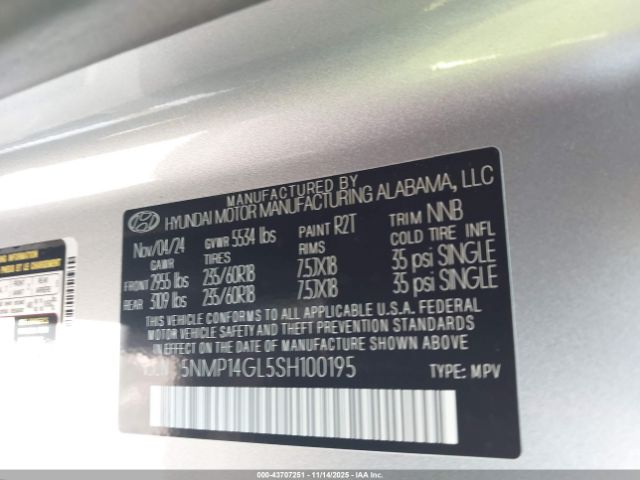 MANUFACTURED BY
HYUNDAI MOTOR MANUFACTURING ALABAMA, LLC
Nov/04/24 GVWR 5534 lbs PAINT R2T TRIM NNB
GAWR TIRES RIMS COLD TIRE INFL
FRONT 2955 lbs 235/60R18 7.5JX18 35 psi SINGLE
REAR 3109 lbs 235/60R18 7.5JX18 35 psi SINGLE
THIS VEHICLE CONFORMS TO ALL APPLICABLE U.S.A. FEDERAL
MOTOR VEHICLE SAFETY AND THEFT PREVENTION STANDARDS
IN EFFECT ON THE DATE OF MANUFACTURE SHOWN ABOVE
5NMP14GL5SH100195 TYPE: MPV
000-43707251 - 11/14/2025 - IAAI.COM